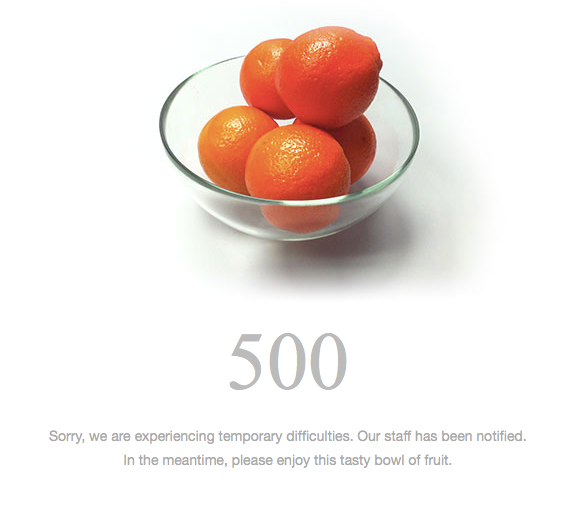 500
Sorry, we are experiencing temporary difficulties. Our staff has been notified.
In the meantime, please enjoy this tasty bowl of fruit.